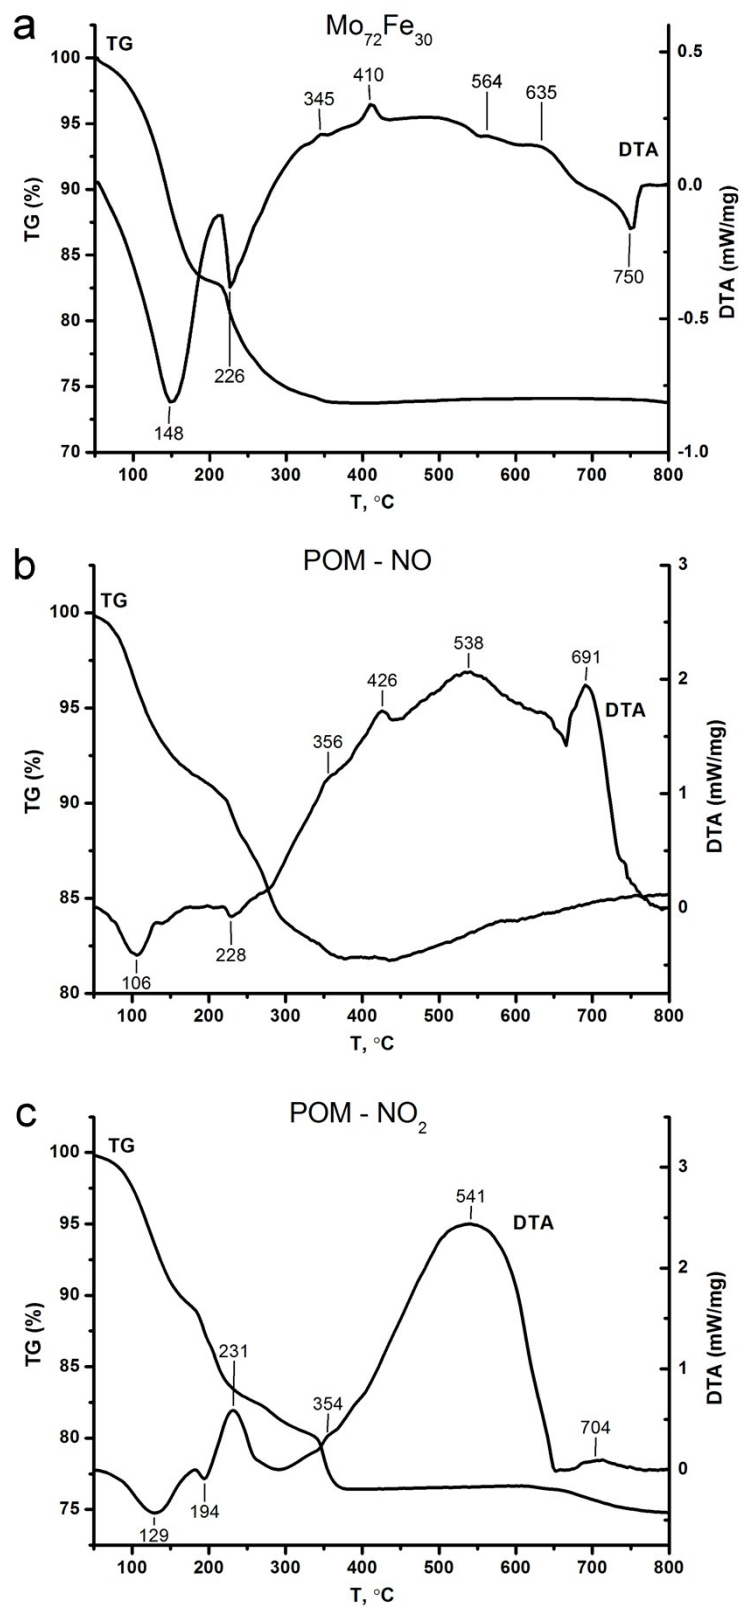 a
Mo72Fe30
TG
100
95
90
85
80
75
70
TG (%)
0.5
0.0
-0.5
-1.0
DTA (mW/mg)
345
410
564
635
DTA
750
226
148
100 200 300 400 500 600 700 800
T, °C
b
POM - NO
TG
100
95
90
85
80
TG (%)
3
2
1
0
DTA (mW/mg)
538
691
426
DTA
356
228
106
100 200 300 400 500 600 700 800
T, °C
c
POM - NO2
TG
100
95
90
85
80
75
TG (%)
3
2
1
0
DTA (mW/mg)
541
DTA
231
354
704
194
129
100 200 300 400 500 600 700 800
T, °C